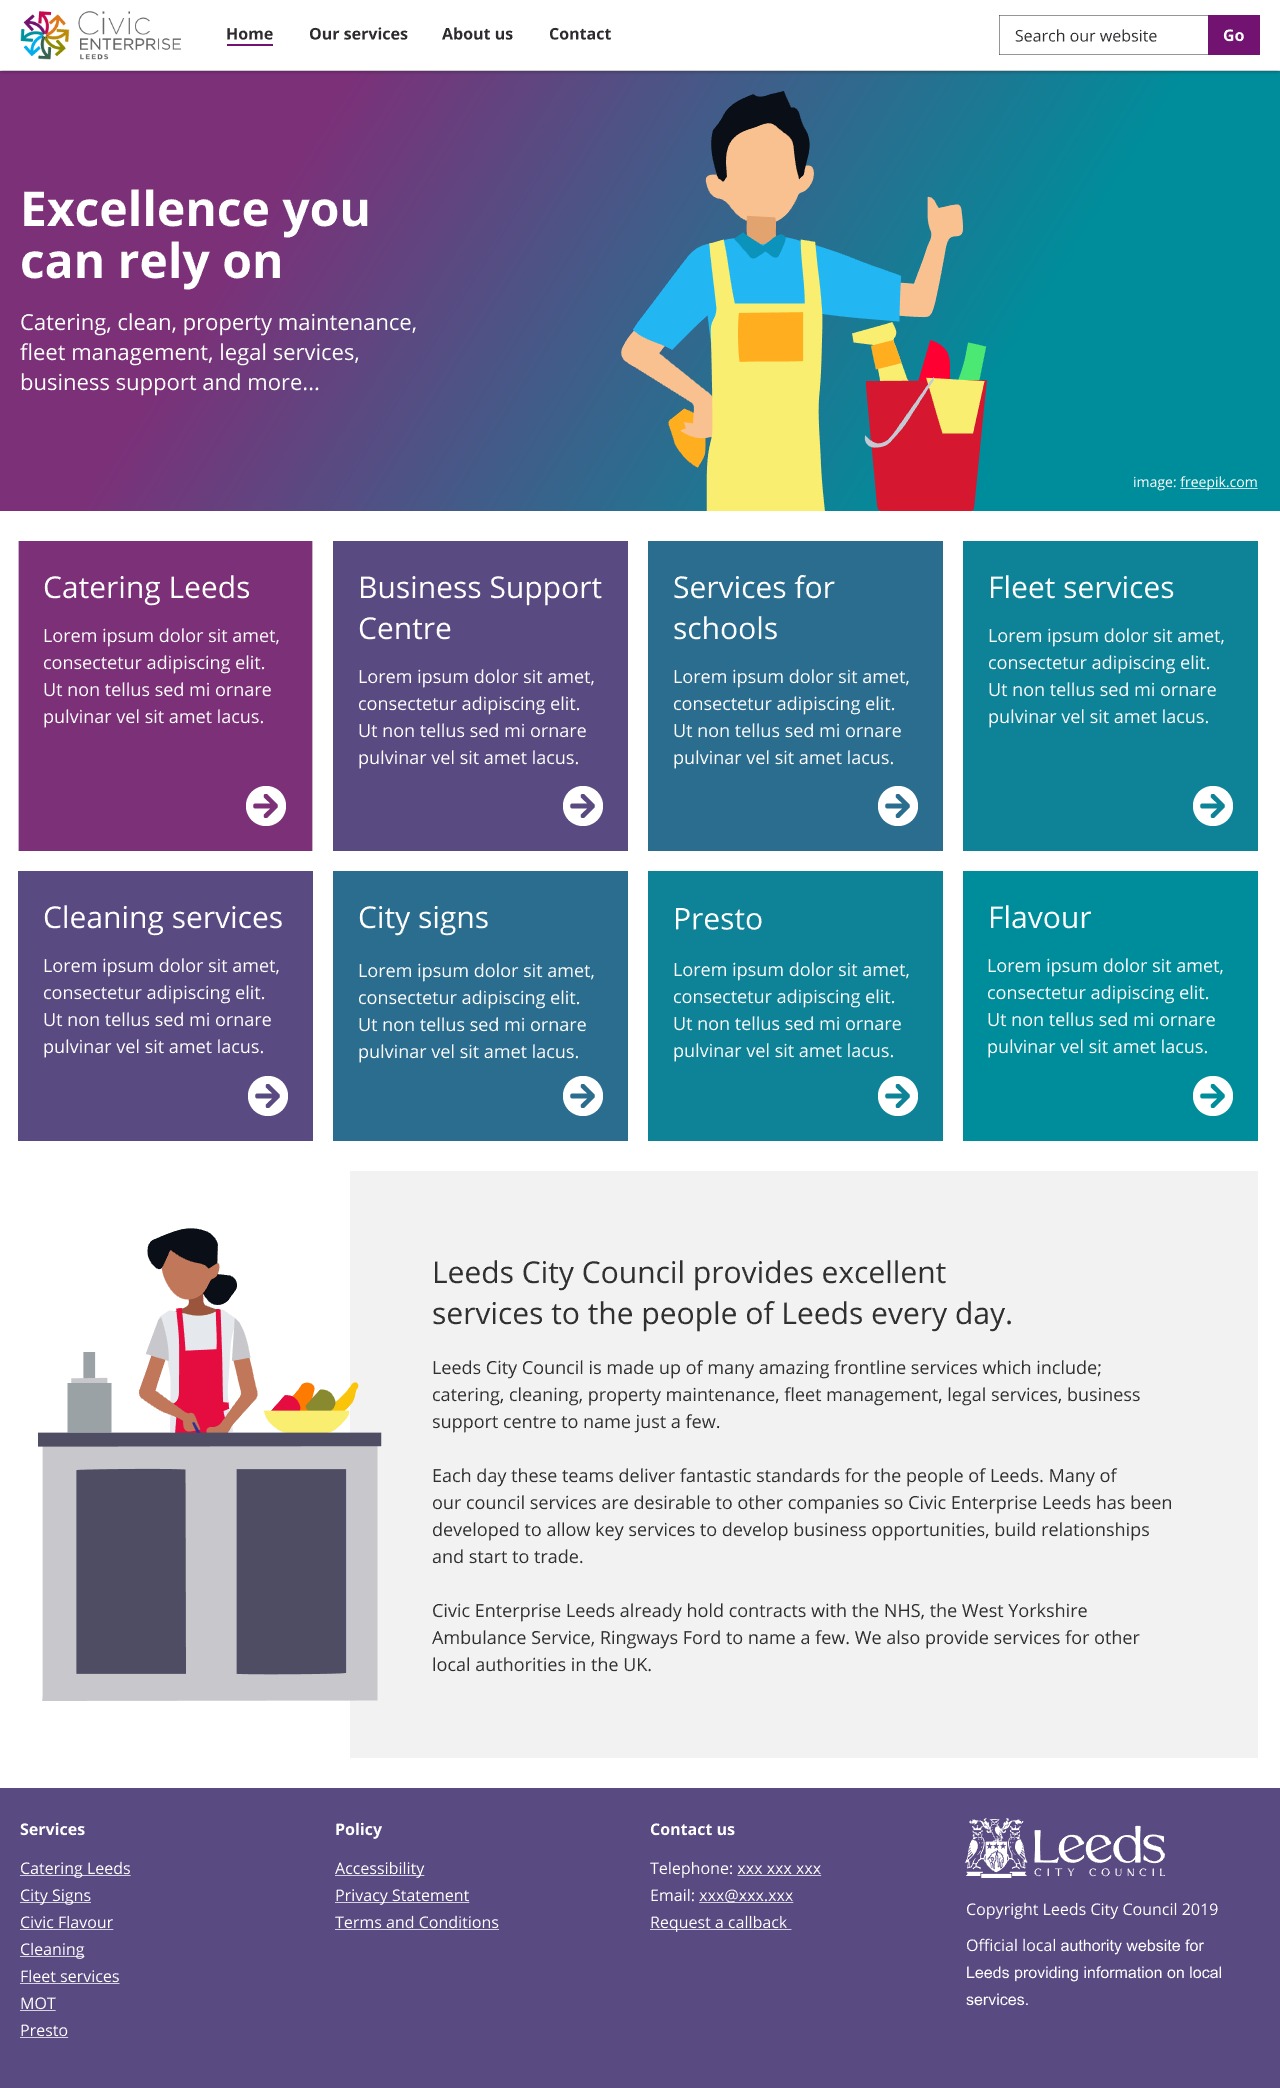 Civic
ENTERPRISE
LEEDS
Home
Our services
About us
Contact
Search our website
Go
Excellence you
can rely on
Catering, clean, property maintenance,
fleet management, legal services,
business support and more...
image: freepik.com
Catering Leeds
Lorem ipsum dolor sit amet,
consectetur adipiscing elit.
Ut non tellus sed mi ornare
pulvinar vel sit amet lacus.
Business Support
Centre
Lorem ipsum dolor sit amet,
consectetur adipiscing elit.
Ut non tellus sed mi ornare
pulvinar vel sit amet lacus.
Services for
schools
Lorem ipsum dolor sit amet,
consectetur adipiscing elit.
Ut non tellus sed mi ornare
pulvinar vel sit amet lacus.
Fleet services
Lorem ipsum dolor sit amet,
consectetur adipiscing elit.
Ut non tellus sed mi ornare
pulvinar vel sit amet lacus.
Cleaning services
Lorem ipsum dolor sit amet,
consectetur adipiscing elit.
Ut non tellus sed mi ornare
pulvinar vel sit amet lacus.
City signs
Lorem ipsum dolor sit amet,
consectetur adipiscing elit.
Ut non tellus sed mi ornare
pulvinar vel sit amet lacus.
Presto
Lorem ipsum dolor sit amet,
consectetur adipiscing elit.
Ut non tellus sed mi ornare
pulvinar vel sit amet lacus.
Flavour
Lorem ipsum dolor sit amet,
consectetur adipiscing elit.
Ut non tellus sed mi ornare
pulvinar vel sit amet lacus.
Leeds City Council provides excellent
services to the people of Leeds every day.
Leeds City Council is made up of many amazing frontline services which include;
catering, cleaning, property maintenance, fleet management, legal services, business
support centre to name just a few.
Each day these teams deliver fantastic standards for the people of Leeds. Many of
our council services are desirable to other companies so Civic Enterprise Leeds has been
developed to allow key services to develop business opportunities, build relationships
and start to trade.
Civic Enterprise Leeds already hold contracts with the NHS, the West Yorkshire
Ambulance Service, Ringways Ford to name a few. We also provide services for other
local authorities in the UK.
Services
Catering Leeds
City Signs
Civic Flavour
Cleaning
Fleet services
MOT
Presto
Policy
Accessibility
Privacy Statement
Terms and Conditions
Contact us
Telephone: xxx xxx xxx
Email: xxx@xxx.xxx
Request a callback
Leeds
CITY COUNCIL
Copyright Leeds City Council 2019
Official local authority website for
Leeds providing information on local
services.